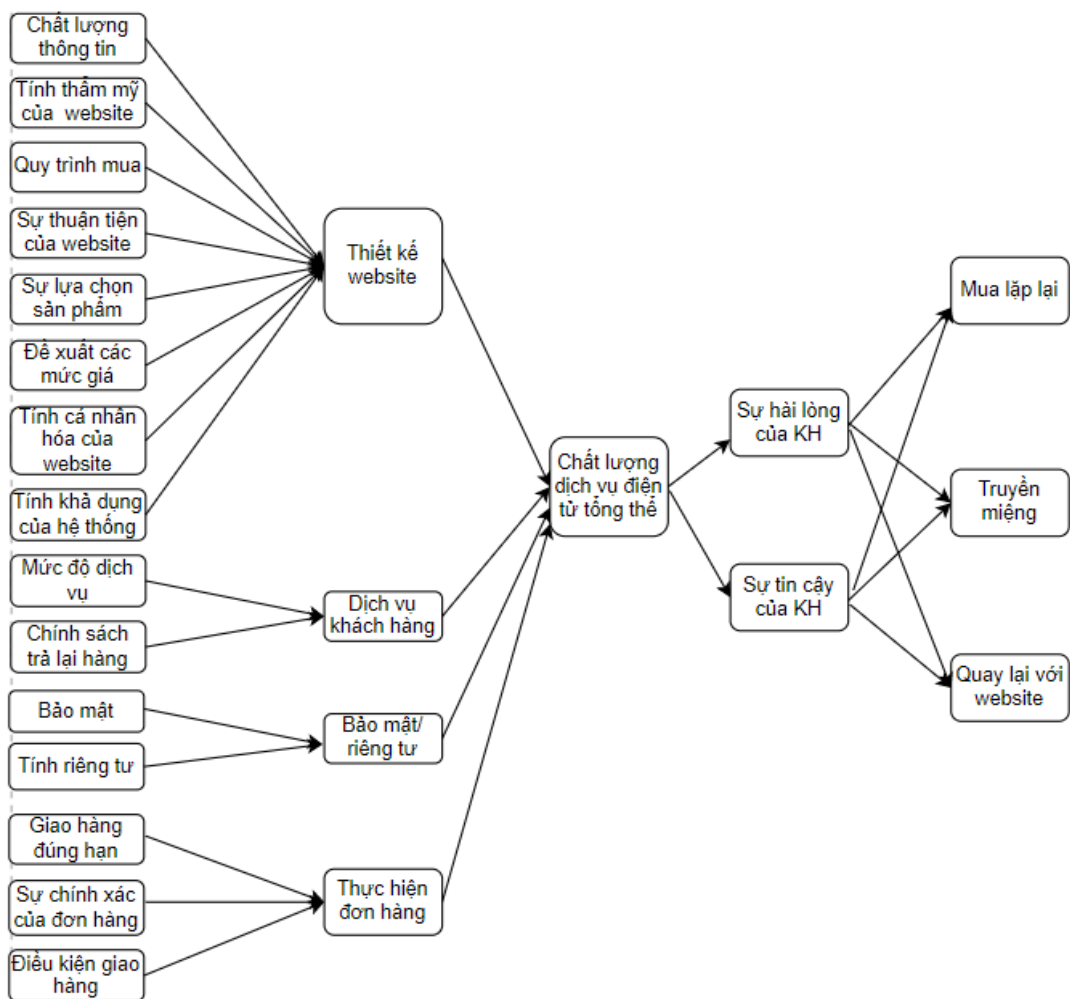 Chất lượng
thông tin
Tính thẩm mỹ
của website
Quy trình mua
Sự thuận tiện
của website
Sự lựa chọn
sản phẩm
Đề xuất các
mức giá
Tính cá nhân
hóa của
website
Tính khả dụng
của hệ thống
Mức độ dịch
vụ
Chính sách
trả lại hàng
Bảo mật
Tính riêng tư
Giao hàng
đúng hạn
Sự chính xác
của đơn hàng
Điều kiện giao
hàng
Thiết kế
website
Dịch vụ
khách hàng
Bảo mật/
riêng tư
Thực hiện
đơn hàng
Chất lượng
dịch vụ điện
tử tổng thể
Sự hài lòng
của KH
Sự tin cậy
của KH
Mua lặp lại
Truyền
miệng
Quay lại với
website